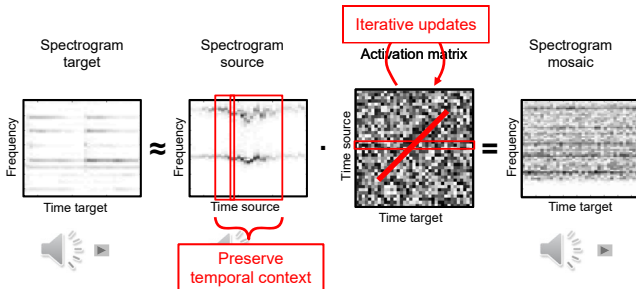 Iterative updates
Spectrogram
target
Spectrogram
source
Activation matrix
Spectrogram
mosaic
Frequency
≈
Frequency
·
Time source
=
Frequency
Time target
Time source
Time target
Time target
Preserve
temporal context